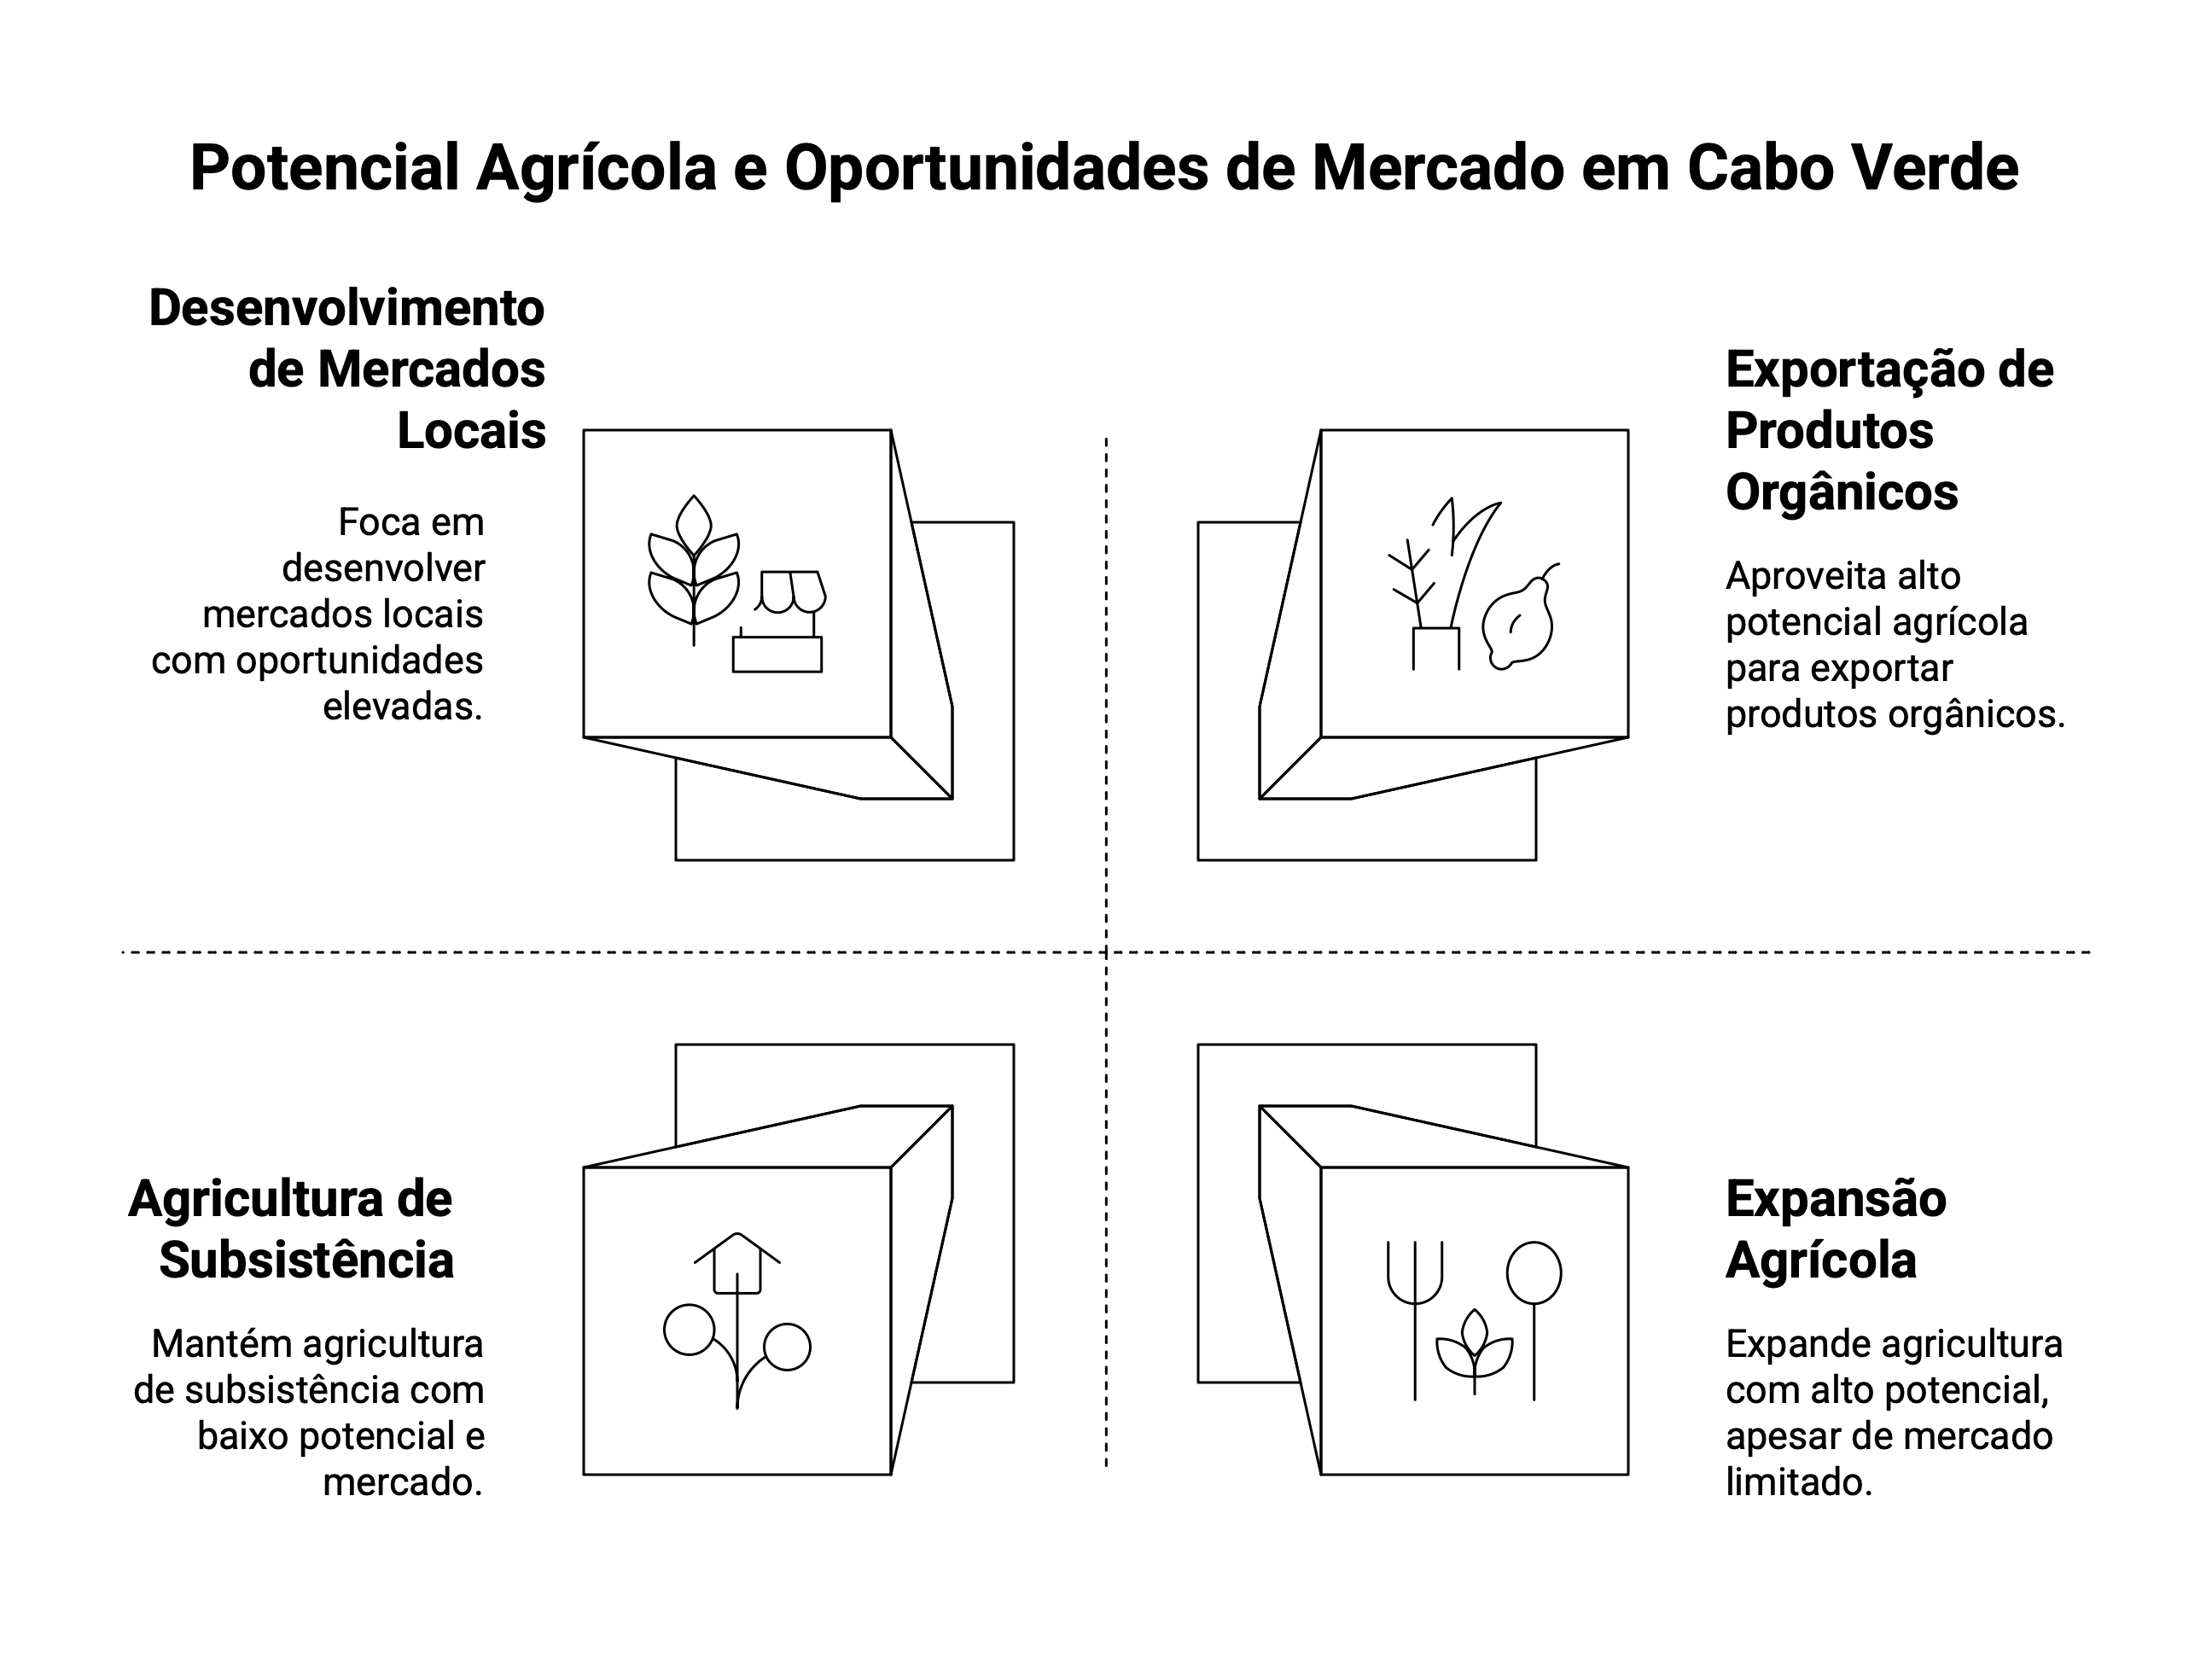 Potencial Agrícola e Oportunidades de Mercado em Cabo Verde
Desenvolvimento
de Mercados
Locais
Foca em
desenvolver
mercados locais
com oportunidades
elevadas.
Exportação de
Produtos
Orgânicos
Aproveita alto
potencial agrícola
para exportar
produtos orgânicos.
Agricultura de
Subsistência
Mantém agricultura
de subsistência com
baixo potencial e
mercado.
Expansão
Agrícola
Expande agricultura
com alto potencial,
apesar de mercado
limitado.